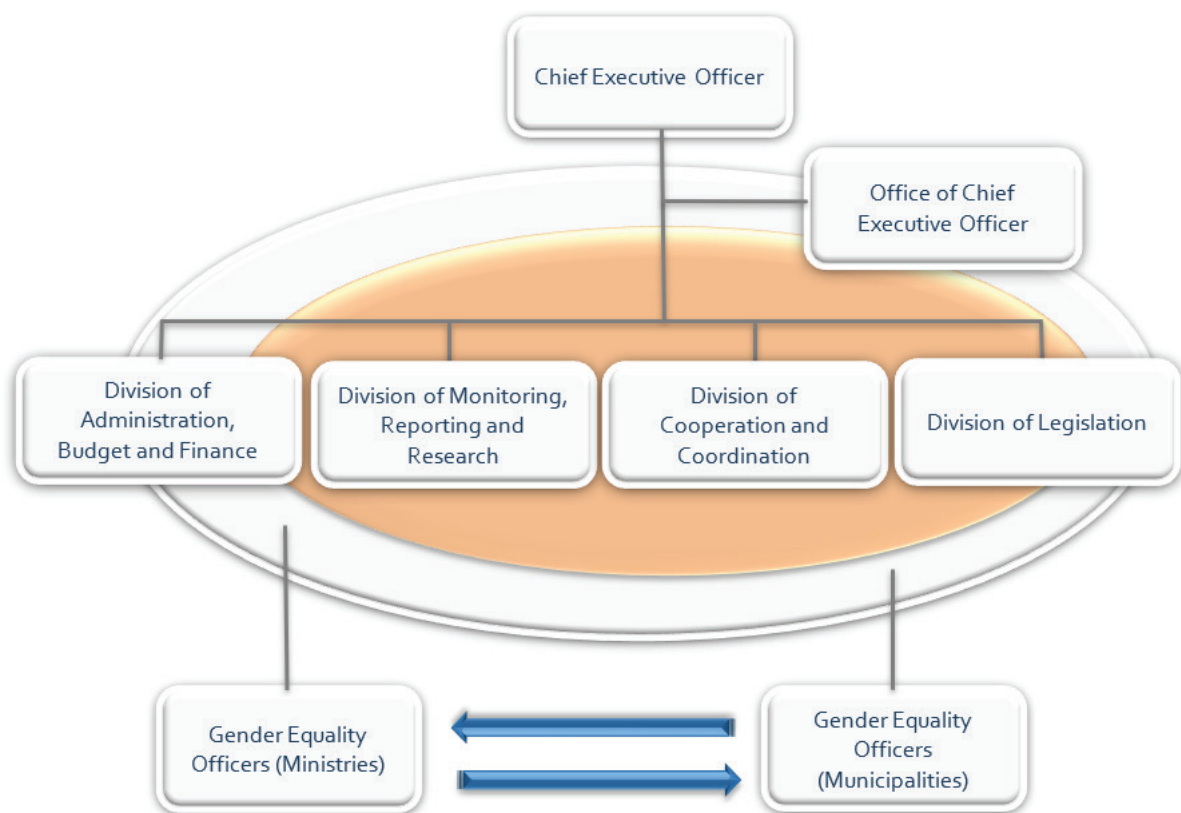 Chief Executive Officer
Office of Chief
Executive Officer
Division of
Administration,
Budget and Finance
Division of Monitoring,
Reporting and
Research
Division of
Cooperation and
Coordination
Division of Legislation
Gender Equality
Officers (Ministries)
Gender Equality
Officers
(Municipalities)